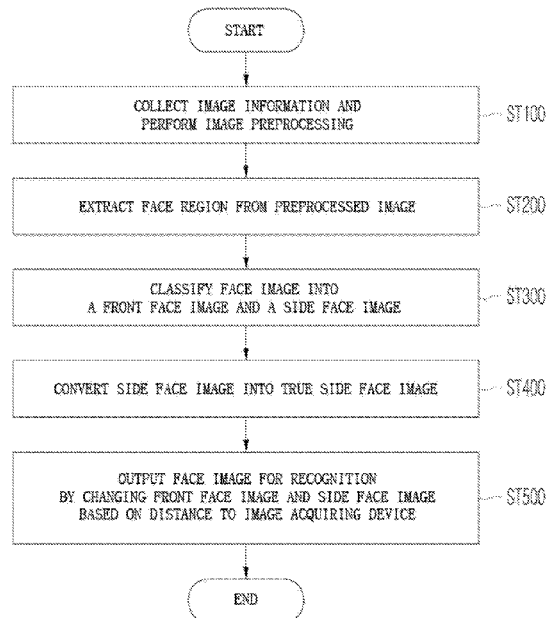 START
COLLECT IMAGE INFORMATION AND
PERFORM IMAGE PREPROCESSING
ST100
EXTRACT FACE REGION FROM PREPROCESSED IMAGE
ST200
CLASSIFY FACE IMAGE INTO
A FRONT FACE IMAGE AND A SIDE FACE IMAGE
ST300
CONVERT SIDE FACE IMAGE INTO TRUE SIDE FACE IMAGE
ST400
OUTPUT FACE IMAGE FOR RECOGNITION
BY CHANGING FRONT FACE IMAGE AND SIDE FACE IMAGE
BASED ON DISTANCE TO IMAGE ACQUIRING DEVICE
ST500
END